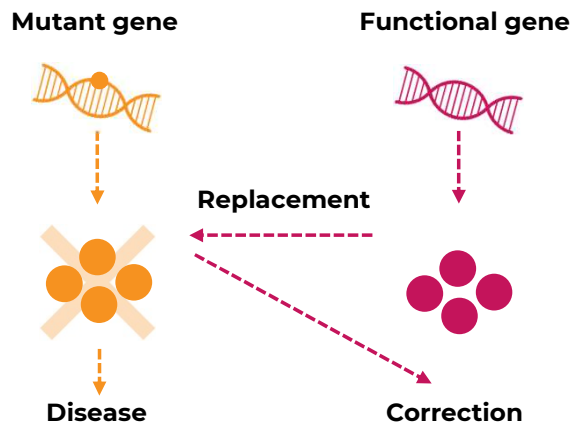 Mutant gene
Functional gene
Replacement
Disease
Correction